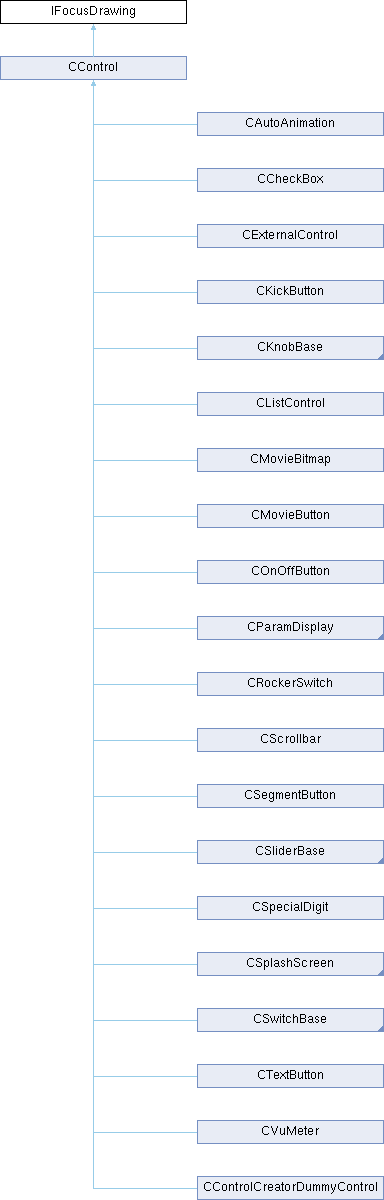 IFocusDrawing
CControl
CAutoAnimation
CCheckBox
CExternalControl
CKickButton
CKnobBase
CListControl
CMovieBitmap
CMovieButton
COnOffButton
CParamDisplay
CRockerSwitch
CScrollbar
CSegmentButton
CSliderBase
CSpecialDigit
CSplashScreen
CSwitchBase
CTextButton
CVuMeter
CControlCreatorDummyControl